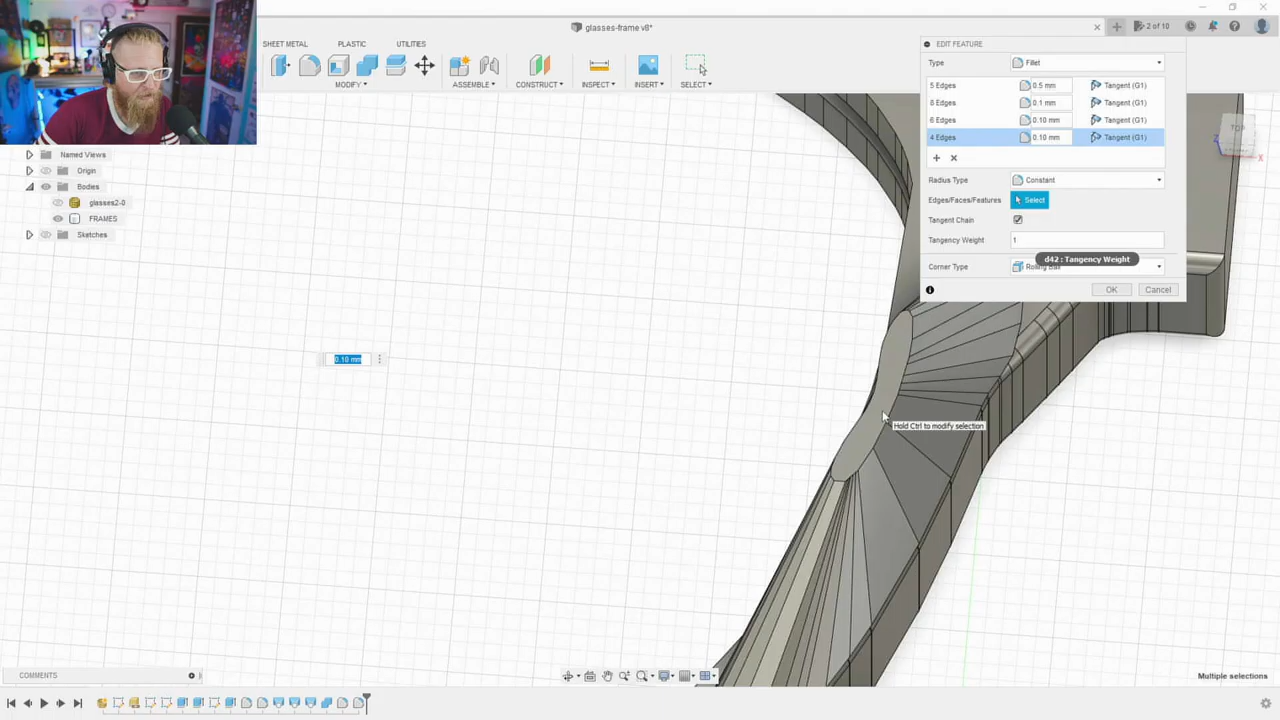 glasses-frame v8*
2 of 10
SHEET METAL PLASTIC UTILITIES
MODIFY ASSEMBLE CONSTRUCT INSPECT INSERT SELECT
EDIT FEATURE
Type Fillet
5 Edges 0.5 mm Tangent (G1)
8 Edges 0.1 mm Tangent (G1)
6 Edges 0.10 mm Tangent (G1)
4 Edges 0.10 mm Tangent (G1)
Radius Type Constant
Edges/Faces/Features Select
Tangent Chain
Tangency Weight 1
d42 : Tangency Weight
Corner Type Rolling Ball
OK Cancel
TOP
Z
X
Named Views
Origin
Bodies
glasses2-0
FRAMES
Sketches
0.10 mm
Hold Ctrl to modify selection
COMMENTS
Multiple selections